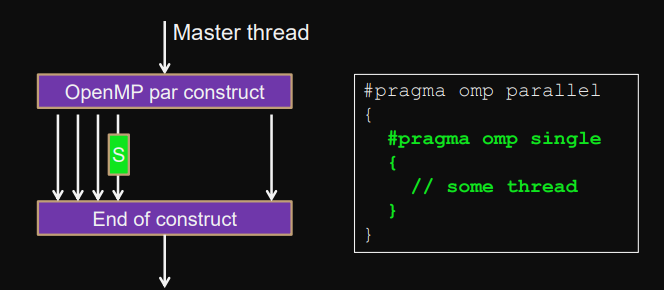 Master thread
OpenMP par construct
S
End of construct
#pragma omp parallel
{
#pragma omp single
{
// some thread
}
}